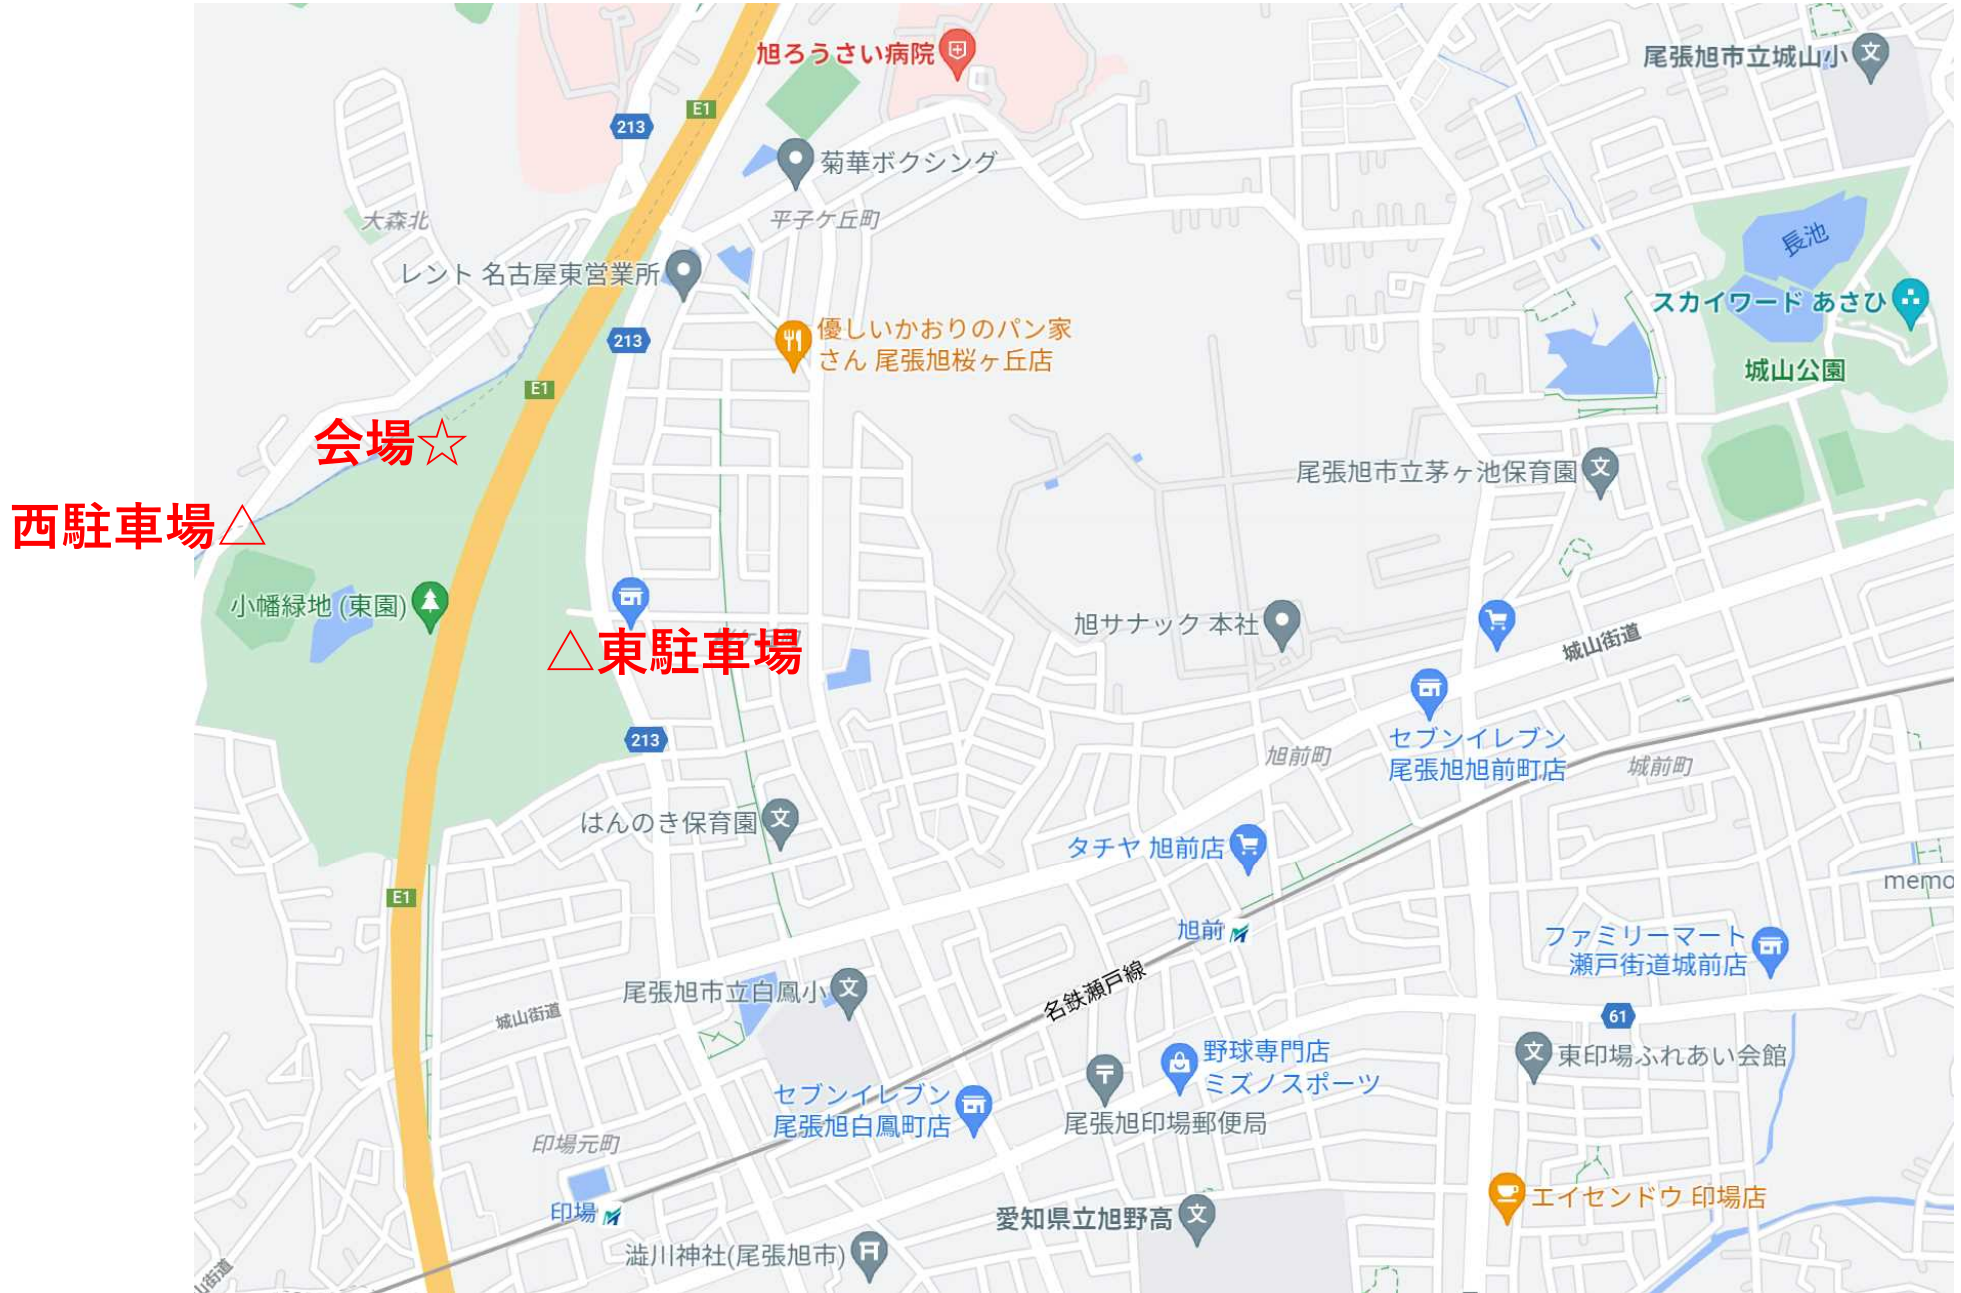 旭ろうさい病院
尾張旭市立城山小
E1
213
菊華ボクシング
大森北
平子ケ丘町
長池
レント 名古屋東営業所
スカイワード あさひ
優しいかおりのパン家
さん 尾張旭桜ヶ丘店
213
城山公園
E1
会場☆
尾張旭市立茅ヶ池保育園
西駐車場△
小幡緑地 (東園)
旭サナック 本社
城山街道
△東駐車場
213
セブンイレブン
尾張旭旭前町店
旭前町
城前町
はんのき保育園
タチヤ 旭前店
memo
E1
旭前
ファミリーマート
瀬戸街道城前店
名鉄瀬戸線
尾張旭市立白鳳小
城山街道
61
野球専門店
ミズノスポーツ
東印場ふれあい会館
セブンイレブン
尾張旭白鳳町店
尾張旭印場郵便局
印場元町
エイセンドウ 印場店
印場
愛知県立旭野高
澁川神社(尾張旭市)
山街道